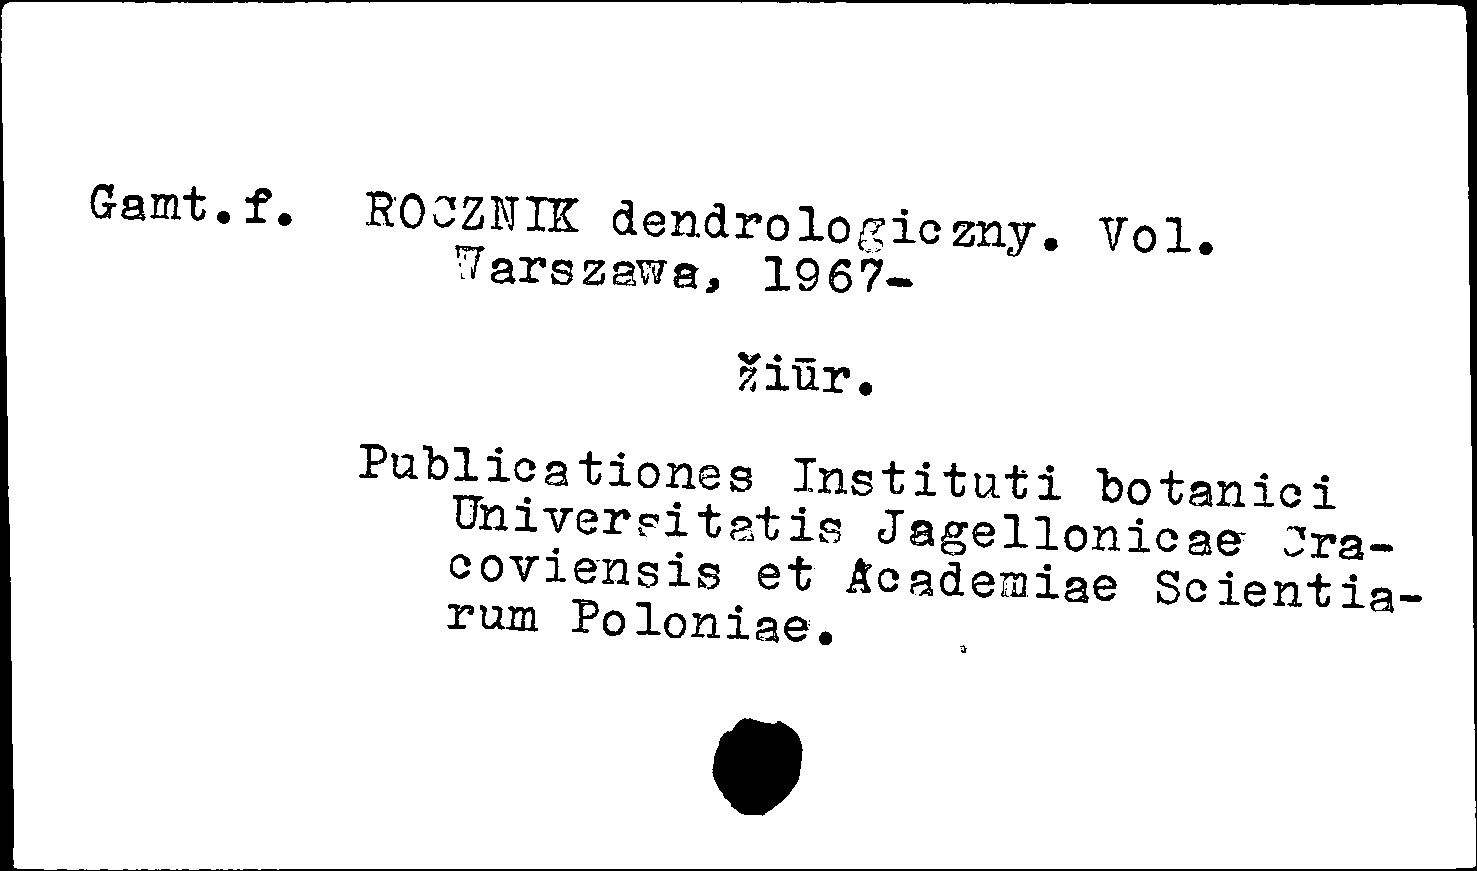 Gamt.f. ROCZNIK dendrologiczny. Vol.
Warszawa, 1967-
žiūr.
Publicationes Instituti botanici
Universitatis Jagellonicae Cra-
coviensis et Academiae Scientia-
rum Poloniae.